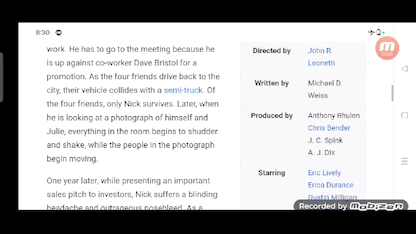 8:30
work. He has to go to the meeting because he
is up against co-worker Dave Bristol for a
promotion. As the four friends drive back to the
city, their vehicle collides with a semi-truck. Of
the four friends, only Nick survives. Later, when
he is looking at a photograph of himself and
Julie, everything in the room begins to shudder
and shake, while the people in the photograph
begin moving.
One year later, while presenting an important
sales pitch to investors, Nick suffers a blinding
headache and outrageous nosebleed. As a
Directed by John R.
Leonetti
Written by Michael D.
Weiss
Produced by Anthony Rhulen
Chris Bender
J. C. Spink
A. J. Dix
Starring Eric Lively
Erica Durance
Dustin Milligan
Recorded by Mobizen